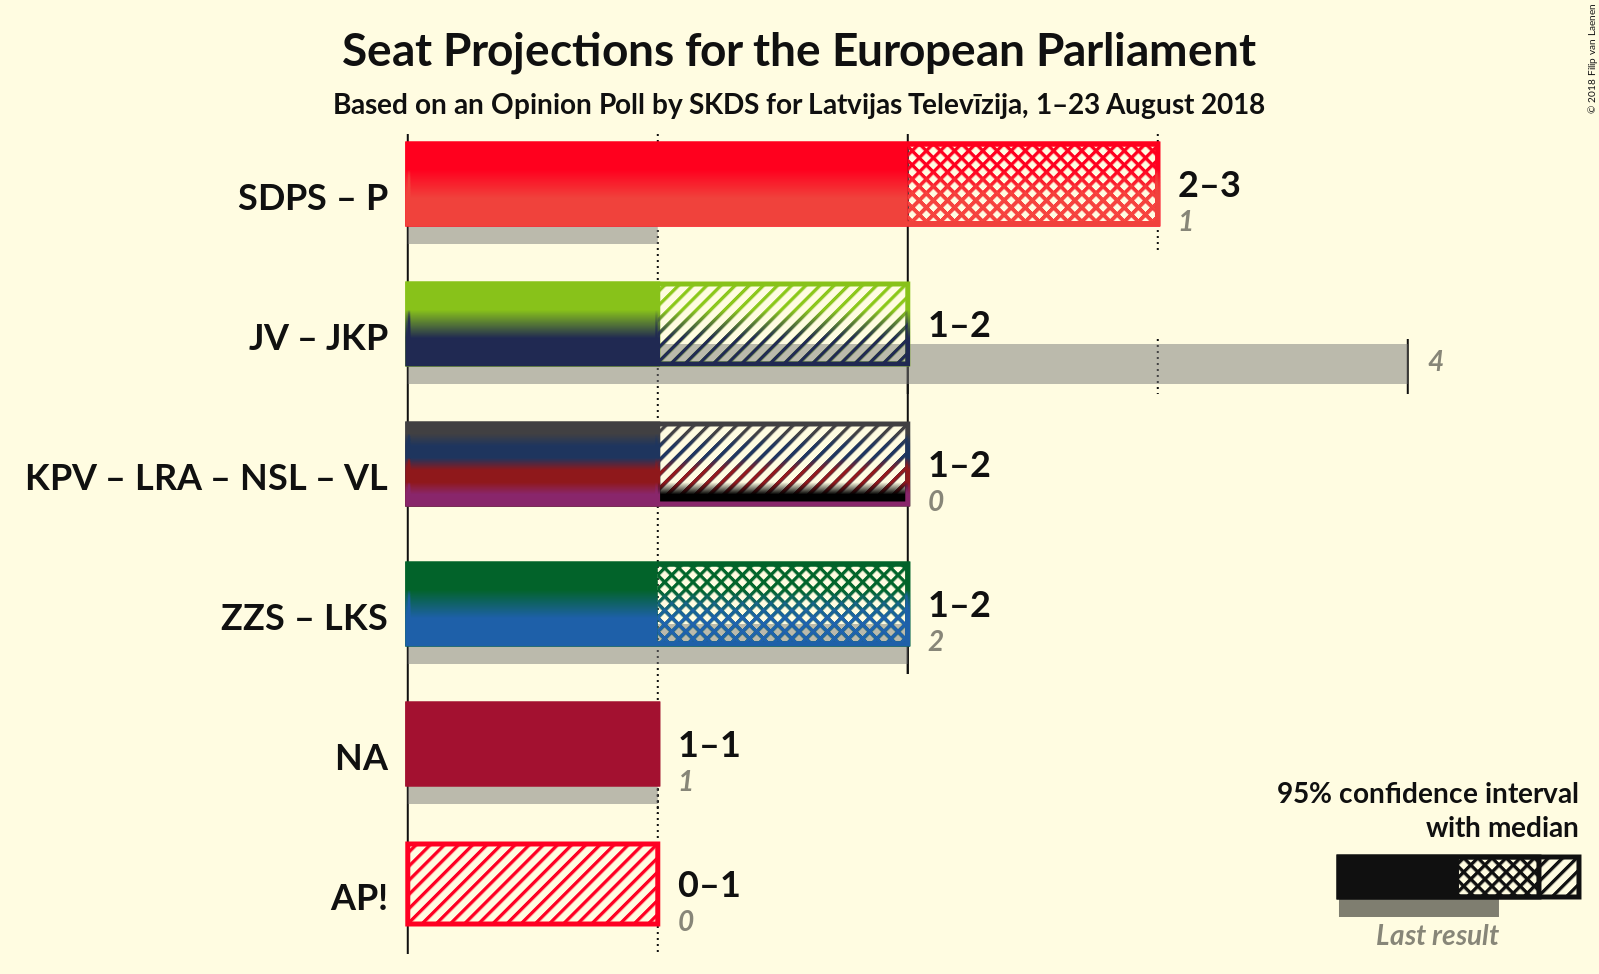 Seat Projections for the European Parliament
Based on an Opinion Poll by SKDS for Latvijas Televīzija, 1–23 August 2018
© 2018 Filip van Laenen
SDPS – P
2–3
1
JV – JKP
1–2
4
KPV – LRA – NSL – VL
1–2
0
ZZS – LKS
1–2
2
NA
1–1
1
AP!
0–1
0
95% confidence interval
with median
Last result